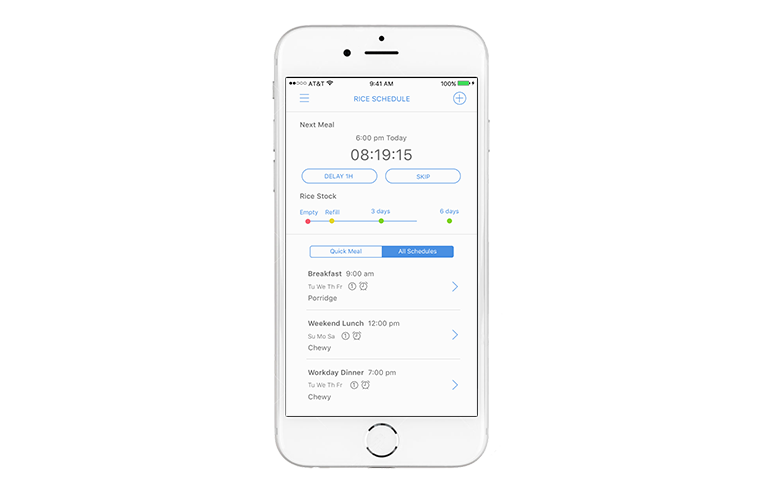 AT&T 9:41 AM 100%
RICE SCHEDULE
Next Meal
6:00 pm Today
08:19:15
DELAY 1H SKIP
Rice Stock
Empty Refill 3 days 6 days
Quick Meal All Schedules
Breakfast 9:00 am
Tu We Th Fr 1
Porridge
Weekend Lunch 12:00 pm
Su Mo Sa 1
Chewy
Workday Dinner 7:00 pm
Tu We Th Fr 1
Chewy